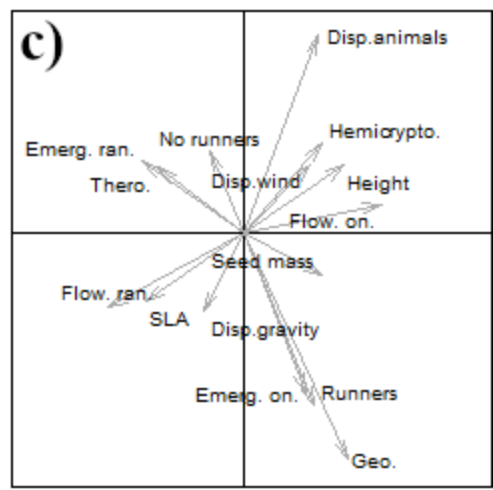 c)
Disp.animals
Hemicrypto.
No runners
Emerg. ran.
Thero.
Disp.wind
Height
Flow. on.
Seed mass
Flow. ran.
SLA
Disp.gravity
Emerg. on.
Runners
Geo.